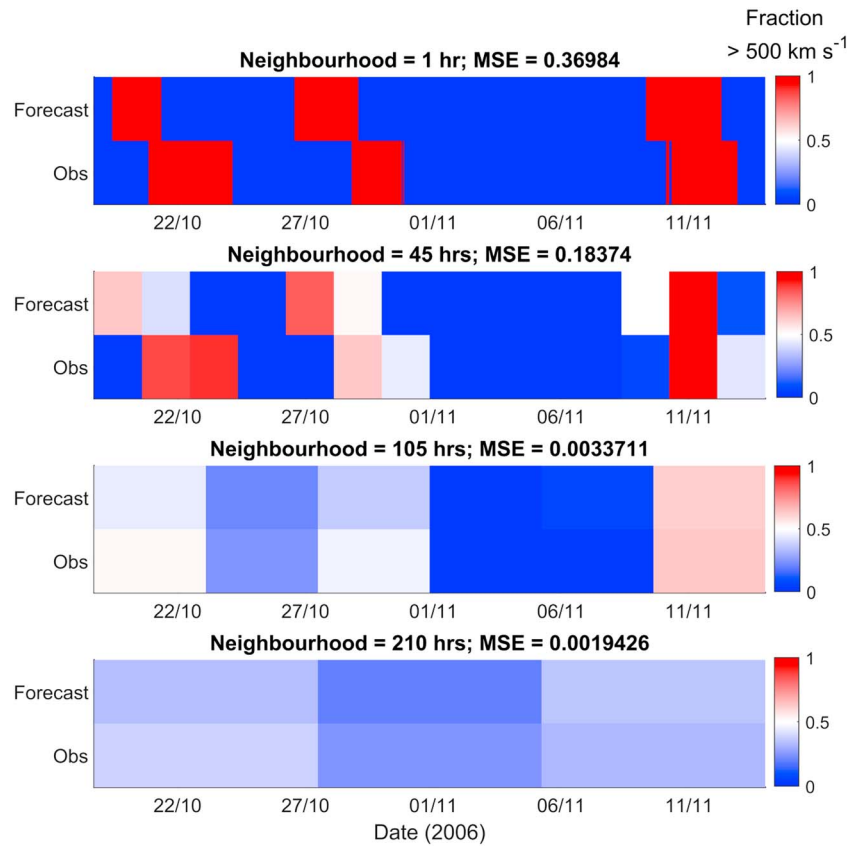 Fraction
> 500 km s⁻¹
Neighbourhood = 1 hr; MSE = 0.36984
Forecast
Obs
22/10 27/10 01/11 06/11 11/11
1
0.5
0
Neighbourhood = 45 hrs; MSE = 0.18374
Forecast
Obs
22/10 27/10 01/11 06/11 11/11
1
0.5
0
Neighbourhood = 105 hrs; MSE = 0.0033711
Forecast
Obs
22/10 27/10 01/11 06/11 11/11
1
0.5
0
Neighbourhood = 210 hrs; MSE = 0.0019426
Forecast
Obs
22/10 27/10 01/11 06/11 11/11
1
0.5
0
Date (2006)